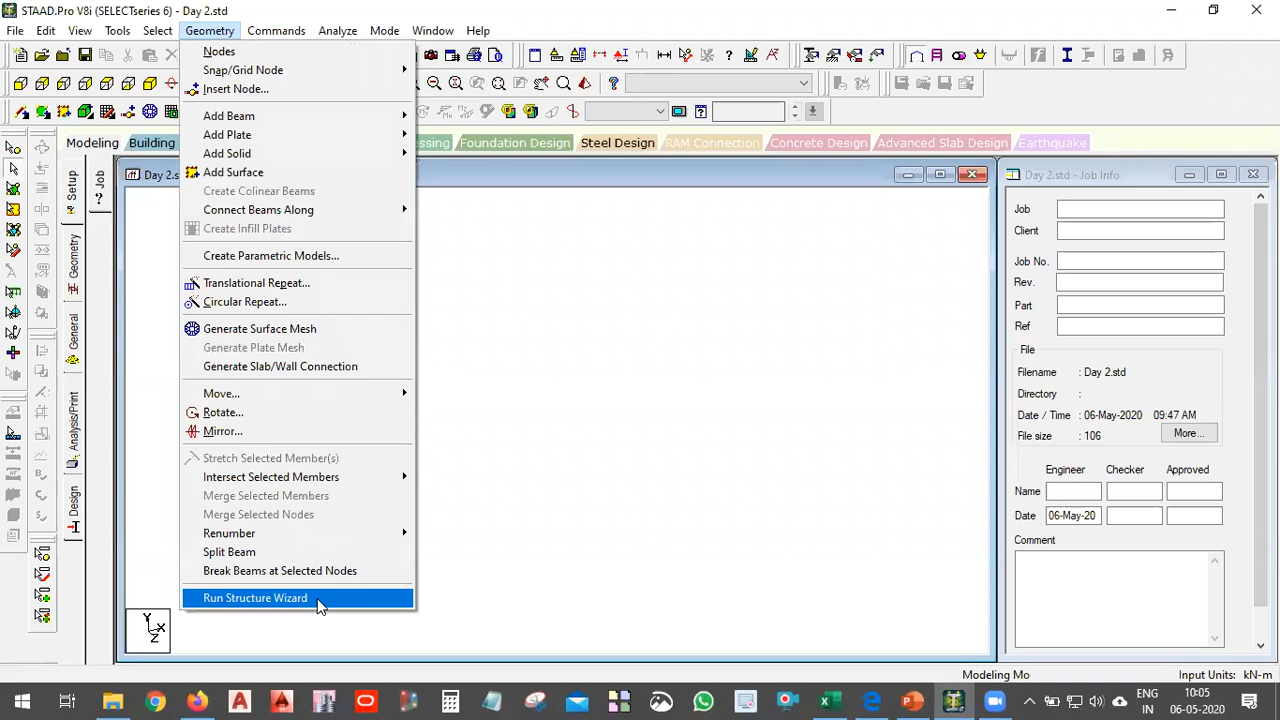 STAAD.Pro V8i (SELECTseries 6) - Day 2.std
File Edit View Tools Select Geometry Commands Analyze Mode Window Help
Nodes
Snap/Grid Node
Insert Node...
Add Beam
Add Plate
Add Solid
Add Surface
Create Colinear Beams
Connect Beams Along
Create Infill Plates
Create Parametric Models...
Translational Repeat...
Circular Repeat...
Generate Surface Mesh
Generate Plate Mesh
Generate Slab/Wall Connection
Move...
Rotate...
Mirror...
Stretch Selected Member(s)
Intersect Selected Members
Merge Selected Members
Merge Selected Nodes
Renumber
Split Beam
Break Beams at Selected Nodes
Run Structure Wizard
Modeling Building Foundation Design Steel Design RAM Connection Concrete Design Advanced Slab Design Earthquake
Setup
Job
Geometry
General
Analysis/Print
Design
Y
X
Z
Day 2.std - Job Info
Job
Client
Job No.
Rev.
Part
Ref
File
Filename : Day 2.std
Directory :
Date / Time : 06-May-2020 09:47 AM
File size : 106 More...
Engineer Checker Approved
Name
Date 06-May-20
Comment
Modeling Mo Input Units: kN-m
ENG 10:05
IN 06-05-2020